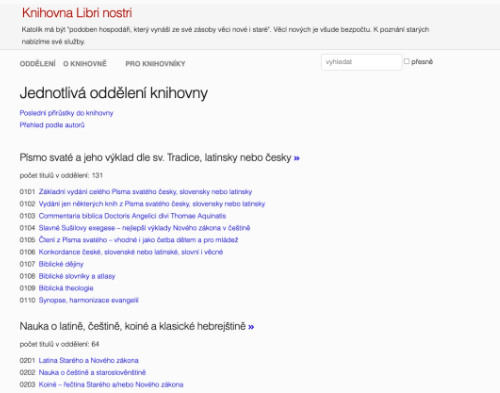 Knihovna Libri nostri
Katolík má být "podoben hospodáři, který vynáší ze své zásoby věci nové i staré". Věcí nových je všude bezpočtu. K poznání starých
nabízíme své služby.
ODDĚLENÍ O KNIHOVNĚ PRO KNIHOVNÍKY vyhledat přesně
Jednotlivá oddělení knihovny
Poslední přírůstky do knihovny
Přehled podle autorů
Písmo svaté a jeho výklad dle sv. Tradice, latinsky nebo česky »
počet titulů v oddělení: 131
0101 Základní vydání celého Písma svatého česky, slovensky nebo latinsky
0102 Vydání jen některých knih z Písma svatého česky, slovensky nebo latinsky
0103 Commentaria biblica Doctoris Angelici divi Thomae Aquinatis
0104 Slavné Sušilovy exegese – nejlepší výklady Nového zákona v češtině
0105 Čtení z Písma svatého – vhodné i jako četba dětem a pro mládež
0106 Konkordance české, slovenské nebo latinské, slovní i věcné
0107 Biblické dějiny
0108 Biblické slovníky a atlasy
0109 Biblická theologie
0110 Synopse, harmonizace evangelií
Nauka o latině, češtině, koiné a klasické hebrejštině »
počet titulů v oddělení: 64
0201 Latina Starého a Nového zákona
0202 Nauka o češtině a staroslověnštině
0203 Koiné – řečtina Starého a/nebo Nového zákona